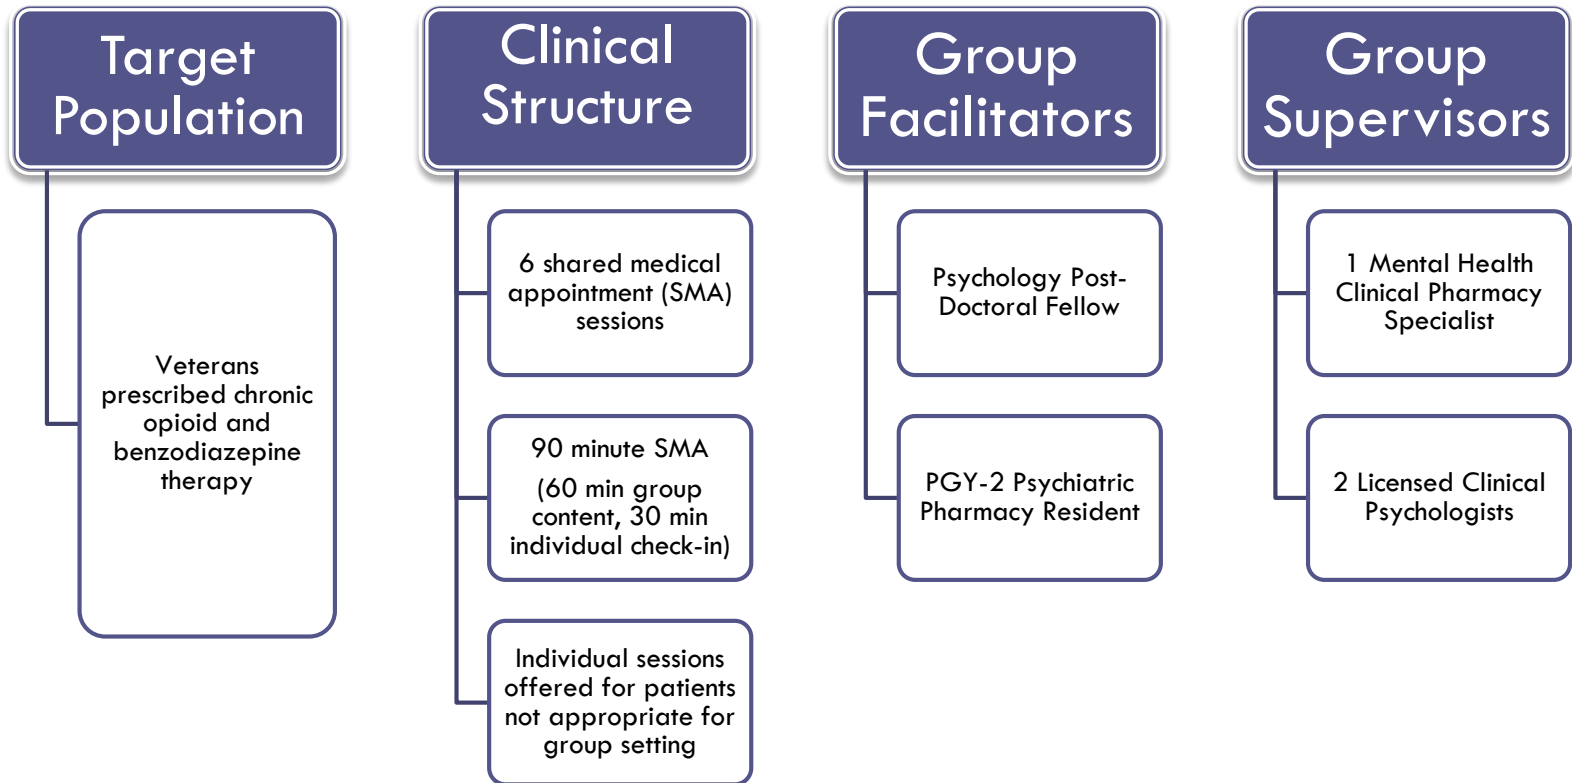 Target
Population
Veterans
prescribed chronic
opioid and
benzodiazepine
therapy
Clinical
Structure
6 shared medical
appointment (SMA)
sessions
90 minute SMA
(60 min group
content, 30 min
individual check-in)
Individual sessions
offered for patients
not appropriate for
group setting
Group
Facilitators
Psychology Post-
Doctoral Fellow
PGY-2 Psychiatric
Pharmacy Resident
Group
Supervisors
1 Mental Health
Clinical Pharmacy
Specialist
2 Licensed Clinical
Psychologists